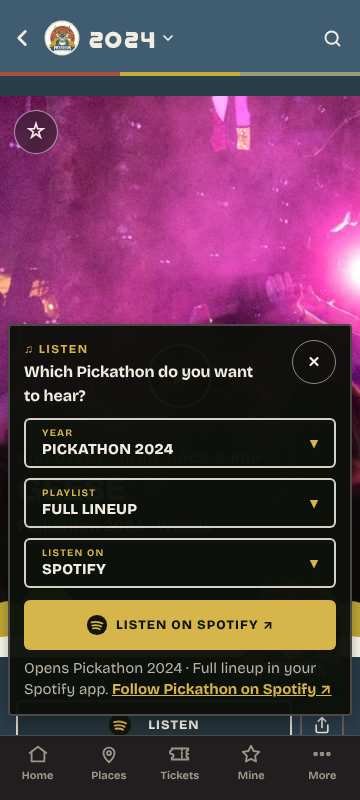 2024
♫ LISTEN
Which Pickathon do you want
to hear?
YEAR
PICKATHON 2024
PLAYLIST
FULL LINEUP
LISTEN ON
SPOTIFY
LISTEN ON SPOTIFY ↗
Opens Pickathon 2024 · Full lineup in your
Spotify app. Follow Pickathon on Spotify ↗
LISTEN
Home Places Tickets Mine More